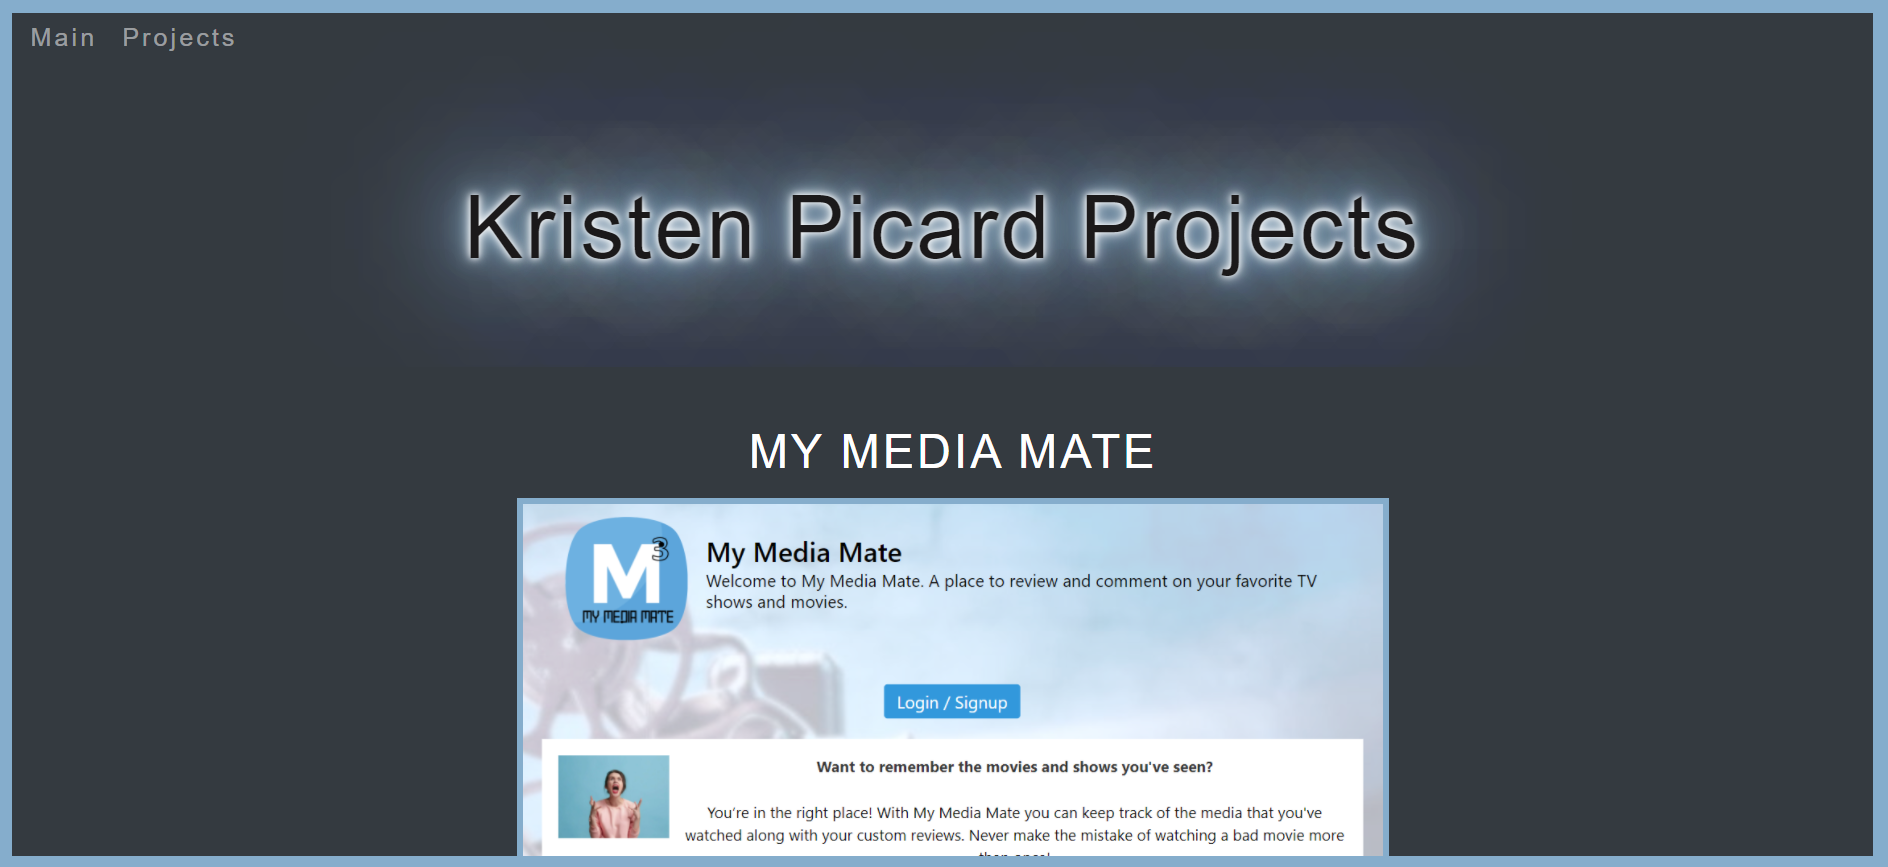 Main Projects
Kristen Picard Projects
MY MEDIA MATE
M3
MY MEDIA MATE
My Media Mate
Welcome to My Media Mate. A place to review and comment on your favorite TV
shows and movies.
Login / Signup
Want to remember the movies and shows you've seen?
You're in the right place! With My Media Mate you can keep track of the media that you've
watched along with your custom reviews. Never make the mistake of watching a bad movie more
than once!